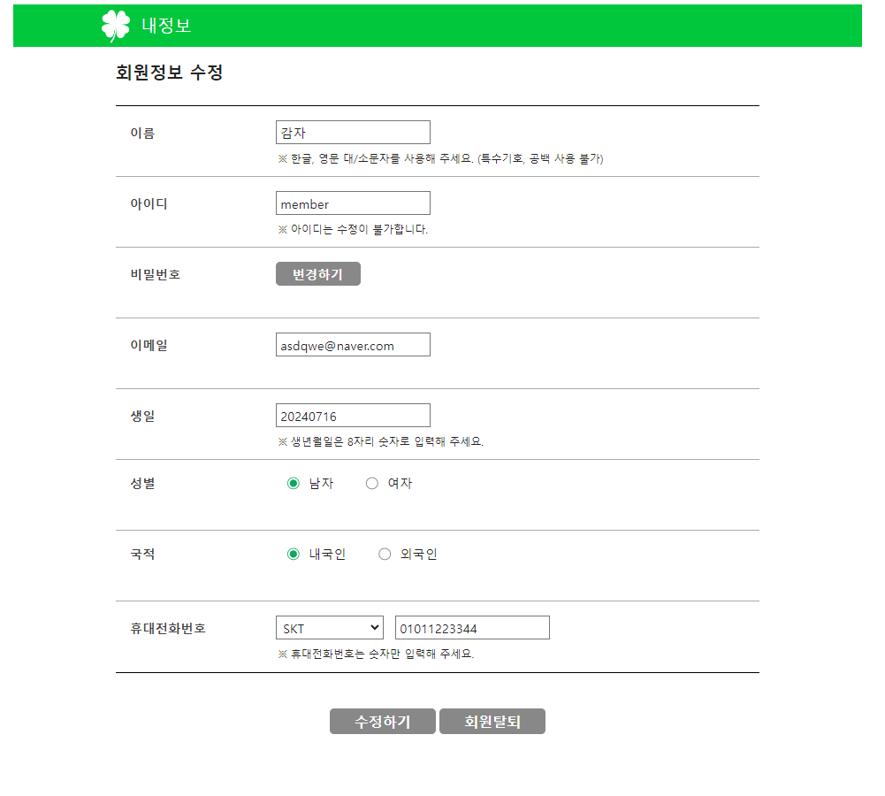 내정보
회원정보 수정
이름
감자
※ 한글, 영문 대/소문자를 사용해 주세요. (특수기호, 공백 사용 불가)
아이디
member
※ 아이디는 수정이 불가합니다.
비밀번호
변경하기
이메일
asdqwe@naver.com
생일
20240716
※ 생년월일은 8자리 숫자로 입력해 주세요.
성별
남자 여자
국적
내국인 외국인
휴대전화번호
SKT 01011223344
※ 휴대전화번호는 숫자만 입력해 주세요.
수정하기 회원탈퇴